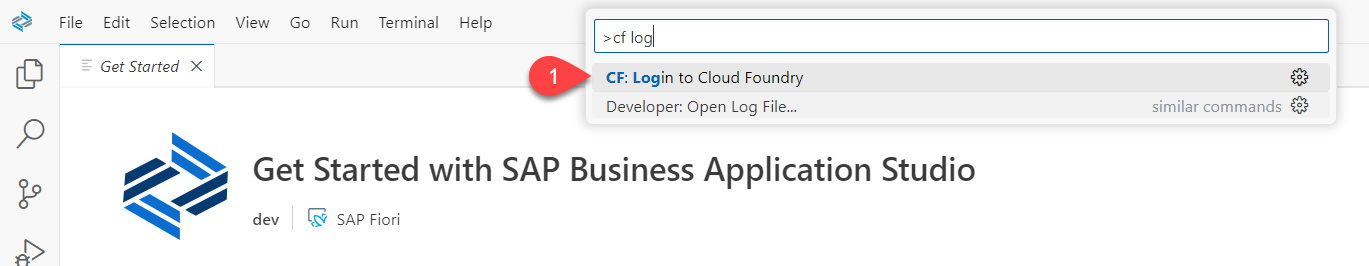 File Edit Selection View Go Run Terminal Help
>cf log
Get Started
1
CF: Login to Cloud Foundry
Developer: Open Log File...
similar commands
Get Started with SAP Business Application Studio
dev
SAP Fiori